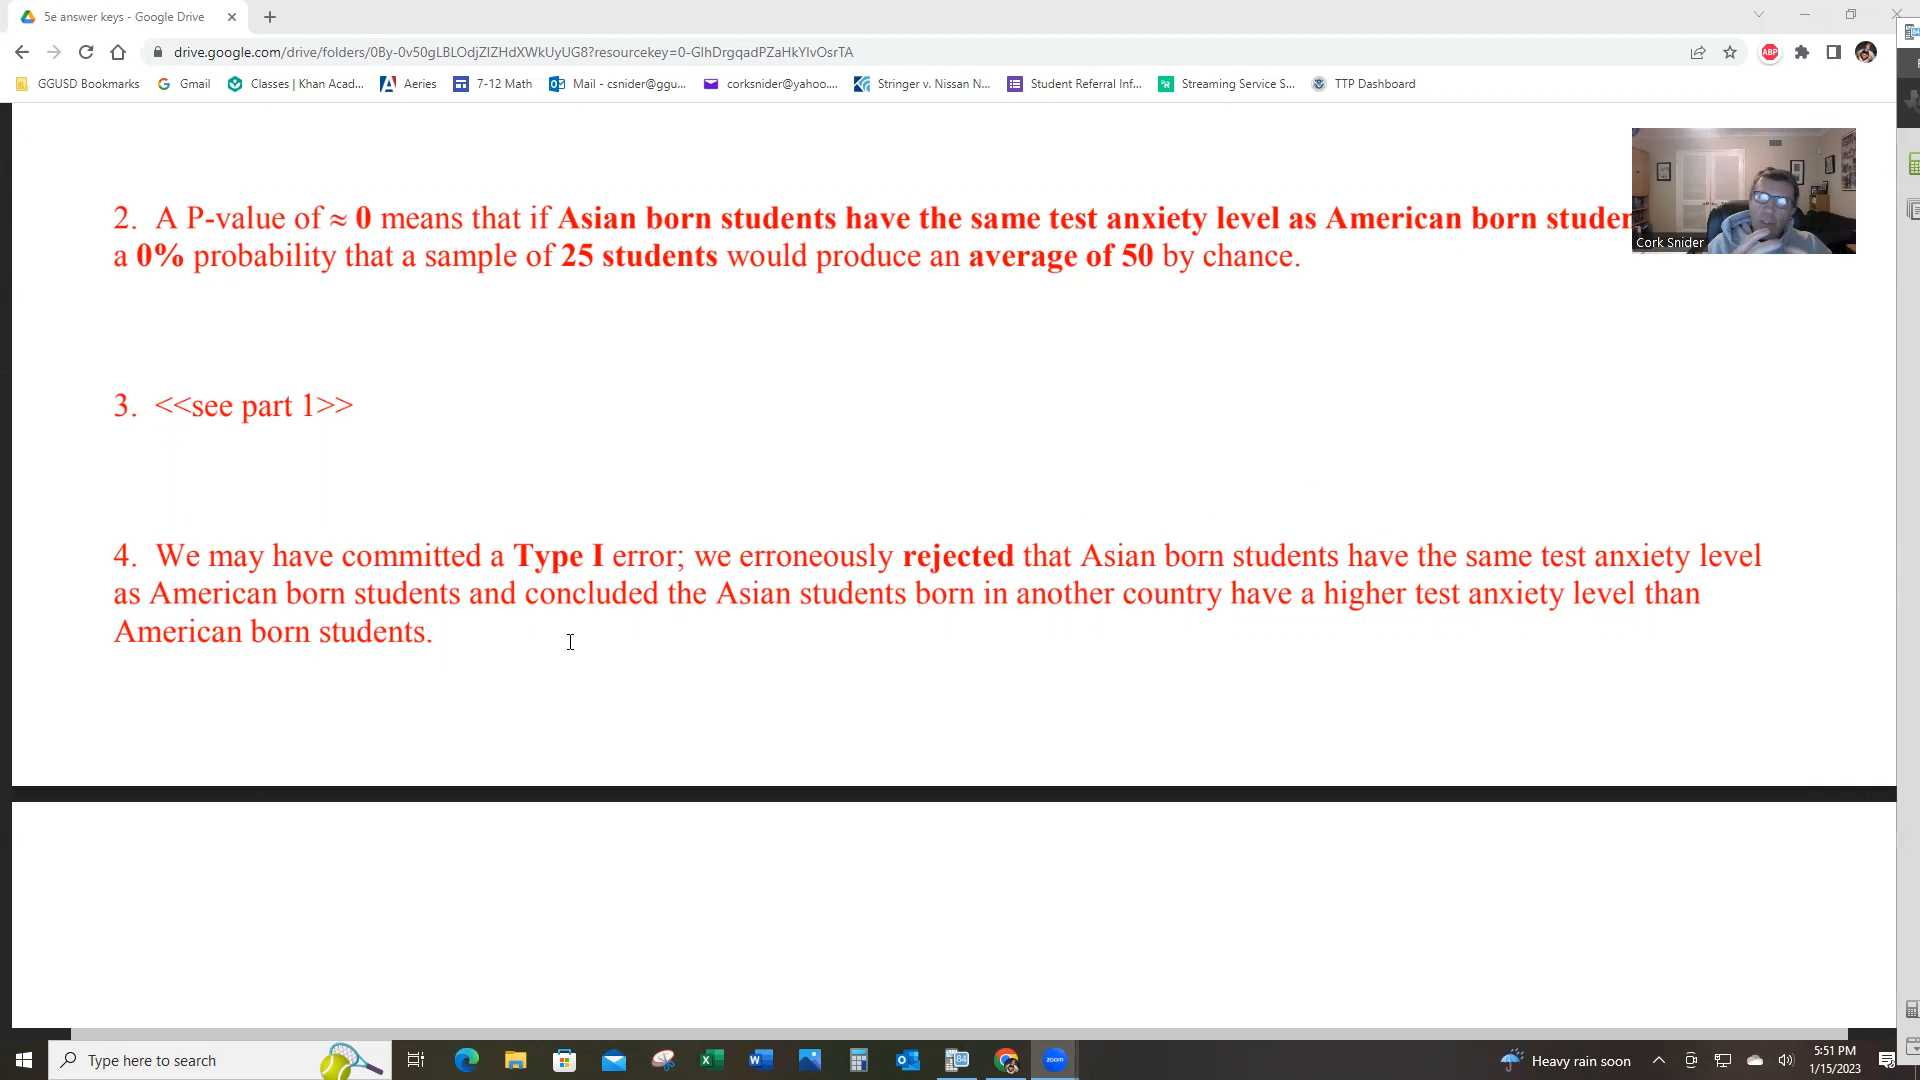 5e answer keys - Google Drive
drive.google.com/drive/folders/0By-0v50gLBLOdjZIZHdXWkUyUG8?resourcekey=0-GlhDrgqadPZaHkYlvOsrTA
ABP
GGUSD Bookmarks Gmail Classes | Khan Acad... Aeries 7-12 Math Mail - csnider@ggu... corksnider@yahoo.... Stringer v. Nissan N... Student Referral Inf... Streaming Service S... TTP Dashboard
2. A P-value of ≈ 0 means that if Asian born students have the same test anxiety level as American born studen
a 0% probability that a sample of 25 students would produce an average of 50 by chance.
Cork Snider
3. <<see part 1>>
4. We may have committed a Type I error; we erroneously rejected that Asian born students have the same test anxiety level
as American born students and concluded the Asian students born in another country have a higher test anxiety level than
American born students.
Type here to search
zoom
Heavy rain soon
5:51 PM
1/15/2023